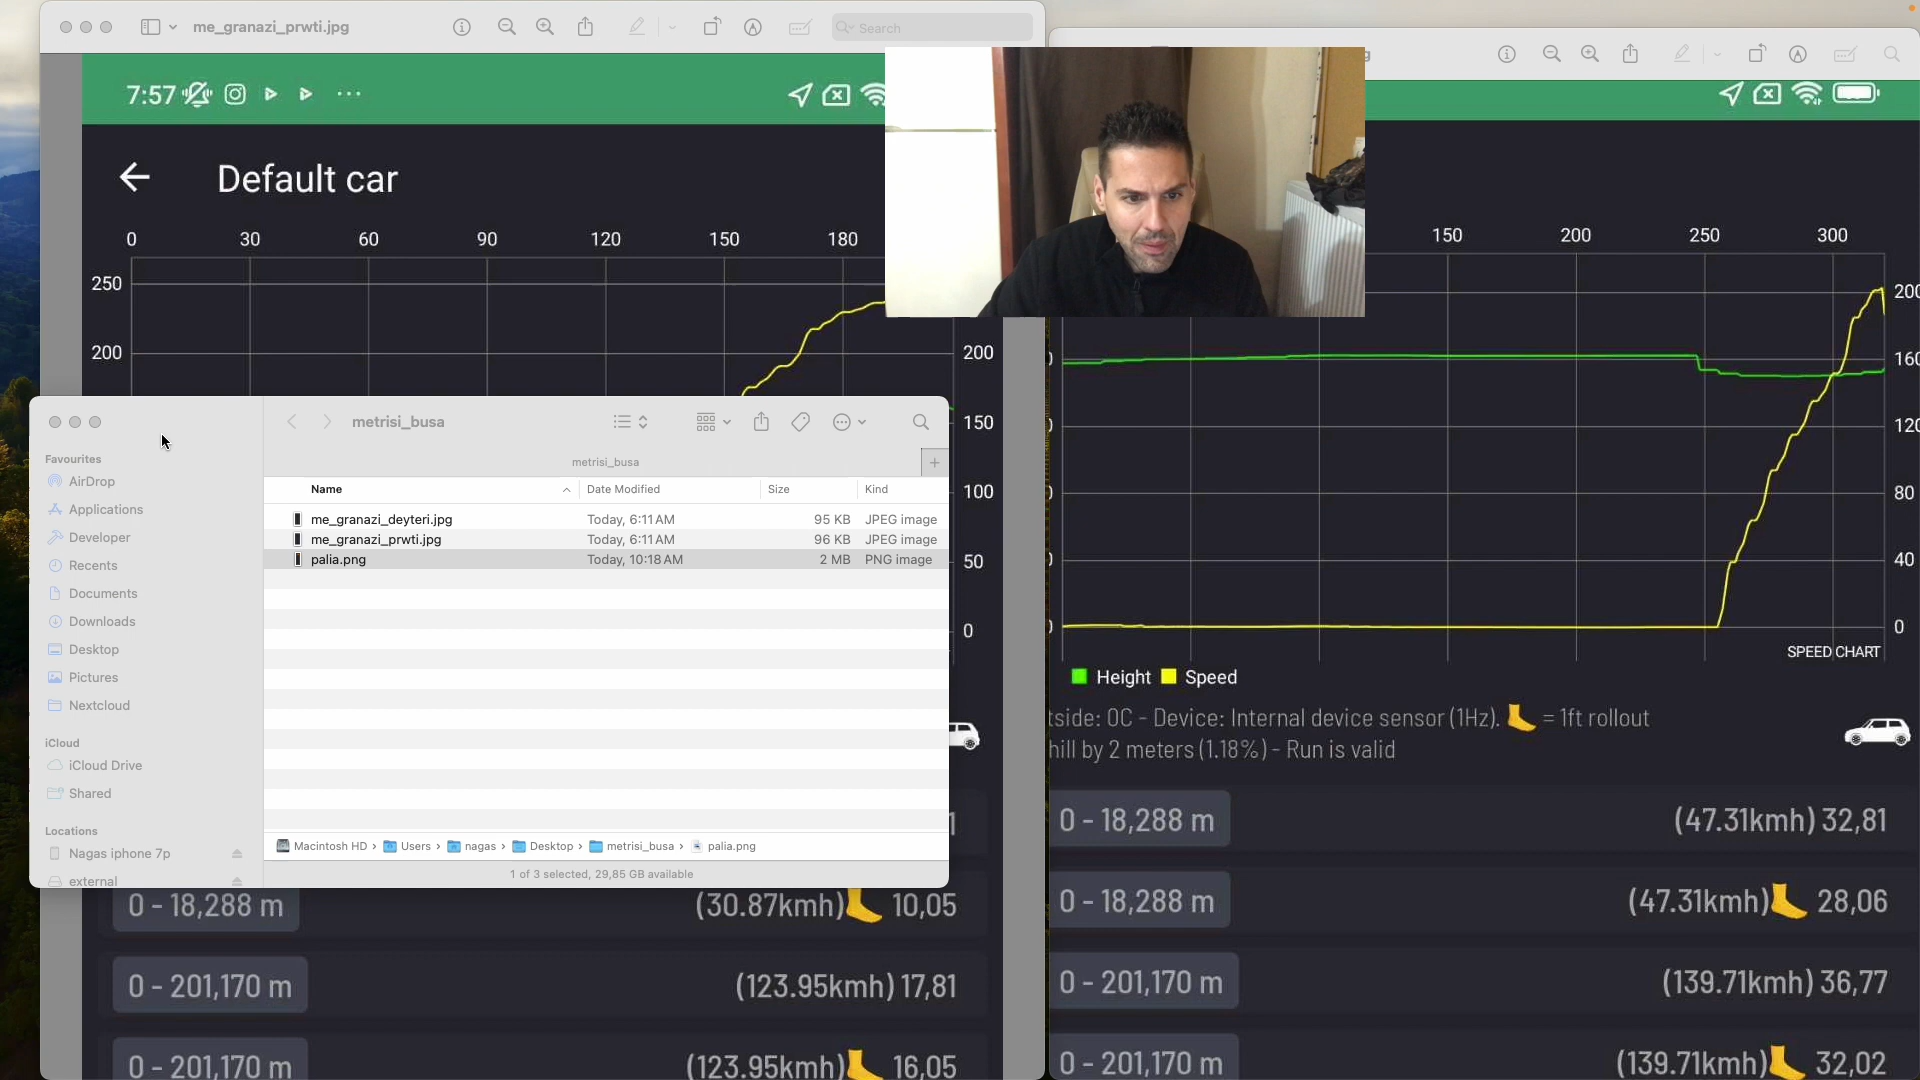 me_granazi_prwti.jpg
Search
7:57
Default car
0 30 60 90 120 150 180
250
200
200
150
100
50
0
metrisi_busa
metrisi_busa
Name Date Modified Size Kind
me_granazi_deyteri.jpg Today, 6:11 AM 95 KB JPEG image
me_granazi_prwti.jpg Today, 6:11 AM 96 KB JPEG image
palia.png Today, 10:18 AM 2 MB PNG image
Favourites
AirDrop
Applications
Developer
Recents
Documents
Downloads
Desktop
Pictures
Nextcloud
iCloud
iCloud Drive
Shared
Locations
Nagas iphone 7p
external
Macintosh HD › Users › nagas › Desktop › metrisi_busa › palia.png
1 of 3 selected, 29,85 GB available
0 - 18,288 m (30.87kmh) 10,05
0 - 201,170 m (123.95kmh) 17,81
0 - 201,170 m (123.95kmh) 16,05
150 200 250 300
200
160
120
80
40
0
SPEED CHART
Height Speed
tside: 0C - Device: Internal device sensor (1Hz). = 1ft rollout
hill by 2 meters (1.18%) - Run is valid
0 - 18,288 m (47.31kmh) 32,81
0 - 18,288 m (47.31kmh) 28,06
0 - 201,170 m (139.71kmh) 36,77
0 - 201,170 m (139.71kmh) 32,02